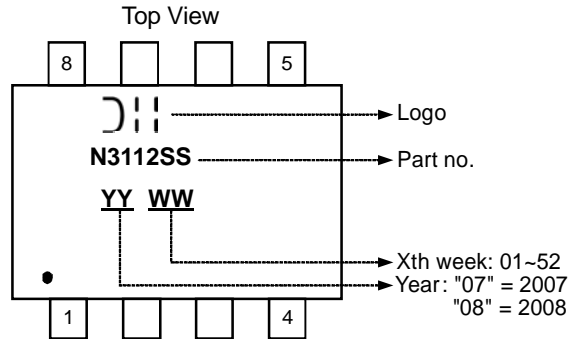 Top View
8
5
Logo
N3112SS
Part no.
YY WW
Xth week: 01~52
Year: "07" = 2007
"08" = 2008
1
4